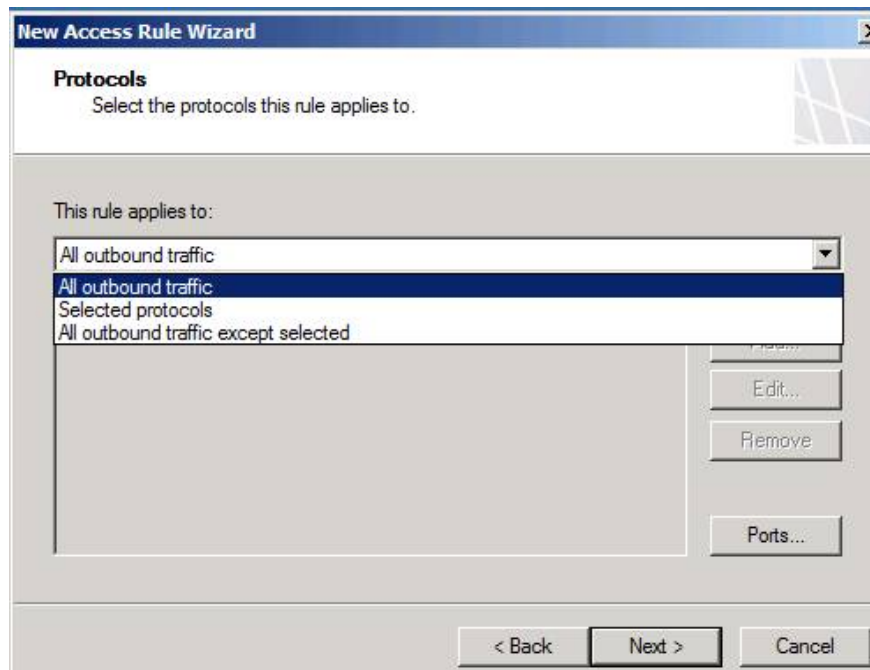 New Access Rule Wizard
Protocols
Select the protocols this rule applies to.
This rule applies to:
All outbound traffic
All outbound traffic
Selected protocols
All outbound traffic except selected
Add...
Edit...
Remove
Ports...
< Back
Next >
Cancel